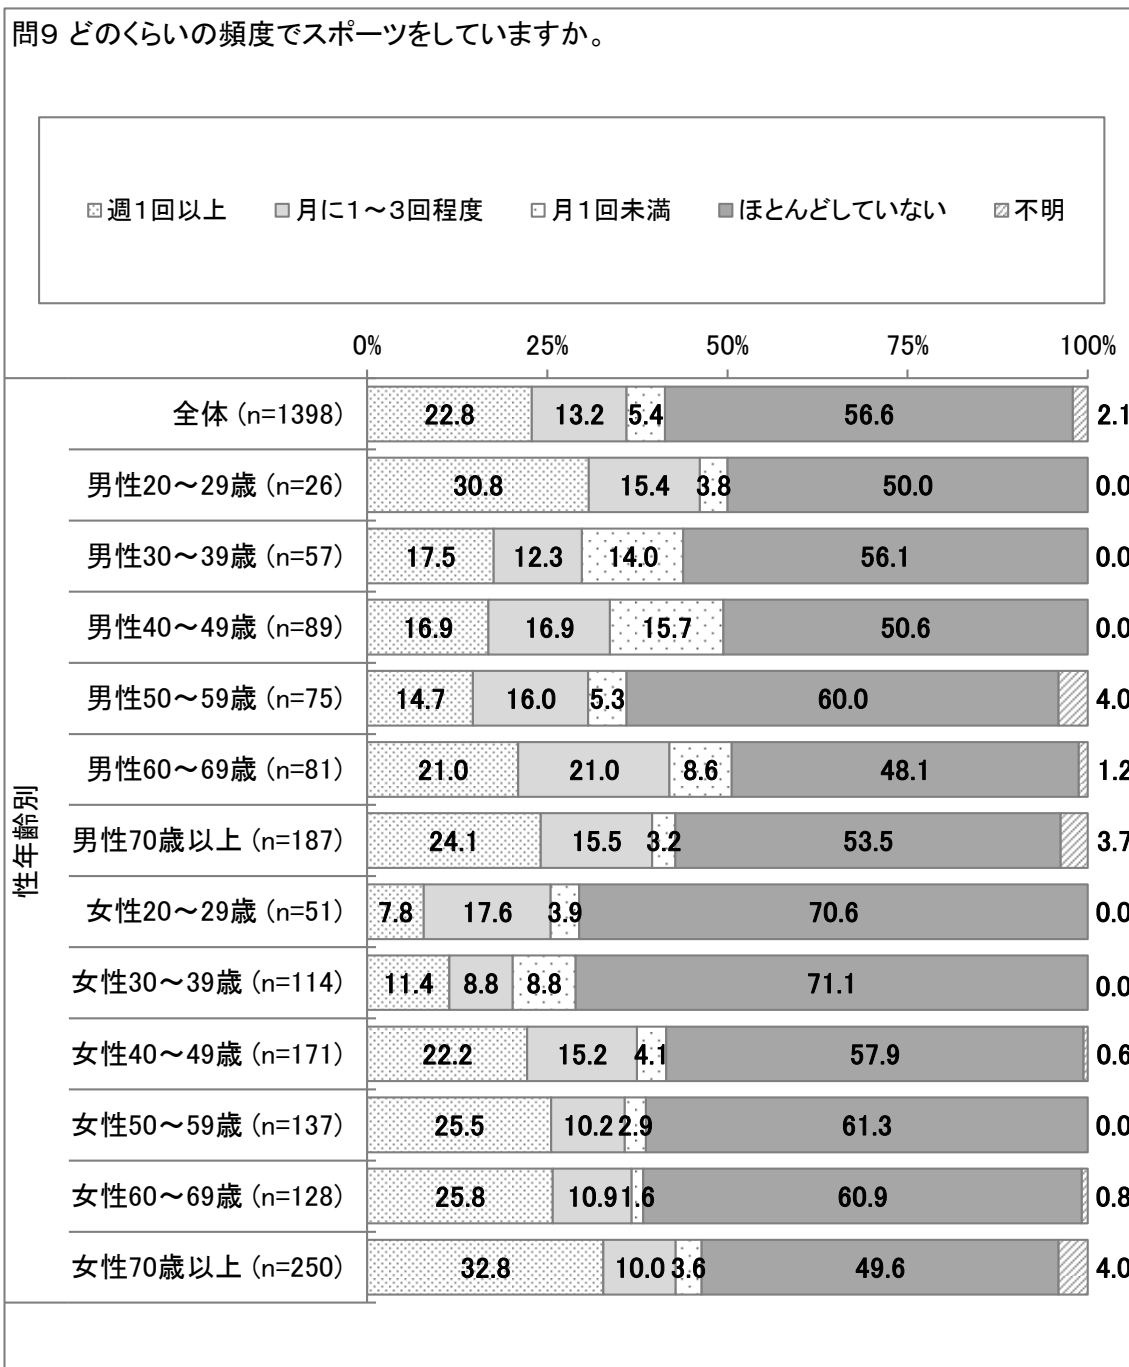 問9 どのくらいの頻度でスポーツをしていますか。
週1回以上 月に1～3回程度 月1回未満 ほとんどしていない 不明
0% 25% 50% 75% 100%
性年齢別
全体 (n=1398) 22.8 13.2 5.4 56.6 2.1
男性20～29歳 (n=26) 30.8 15.4 3.8 50.0 0.0
男性30～39歳 (n=57) 17.5 12.3 14.0 56.1 0.0
男性40～49歳 (n=89) 16.9 16.9 15.7 50.6 0.0
男性50～59歳 (n=75) 14.7 16.0 5.3 60.0 4.0
男性60～69歳 (n=81) 21.0 21.0 8.6 48.1 1.2
男性70歳以上 (n=187) 24.1 15.5 3.2 53.5 3.7
女性20～29歳 (n=51) 7.8 17.6 3.9 70.6 0.0
女性30～39歳 (n=114) 11.4 8.8 8.8 71.1 0.0
女性40～49歳 (n=171) 22.2 15.2 4.1 57.9 0.6
女性50～59歳 (n=137) 25.5 10.2 2.9 61.3 0.0
女性60～69歳 (n=128) 25.8 10.9 1.6 60.9 0.8
女性70歳以上 (n=250) 32.8 10.0 3.6 49.6 4.0